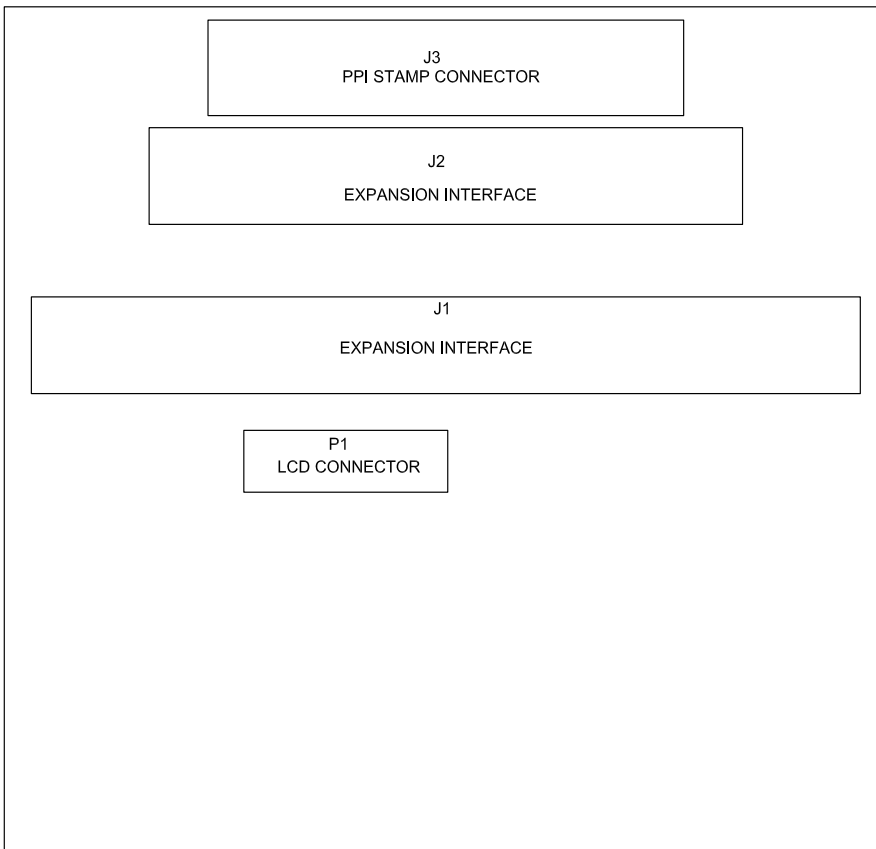 J3
PPI STAMP CONNECTOR
J2
EXPANSION INTERFACE
J1
EXPANSION INTERFACE
P1
LCD CONNECTOR